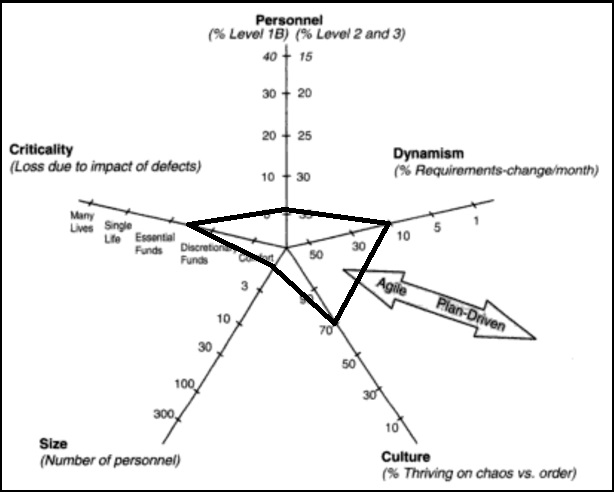 Personnel
(% Level 1B) (% Level 2 and 3)
40 15
30 20
20 25
10 30
Criticality
(Loss due to impact of defects)
Dynamism
(% Requirements-change/month)
Many
Lives
Single
Life
Essential
Funds
Discretionary
Funds
Comfort
50
30
10
5
1
Agile
Plan-Driven
3
10
30
100
300
70
50
30
10
Size
(Number of personnel)
Culture
(% Thriving on chaos vs. order)